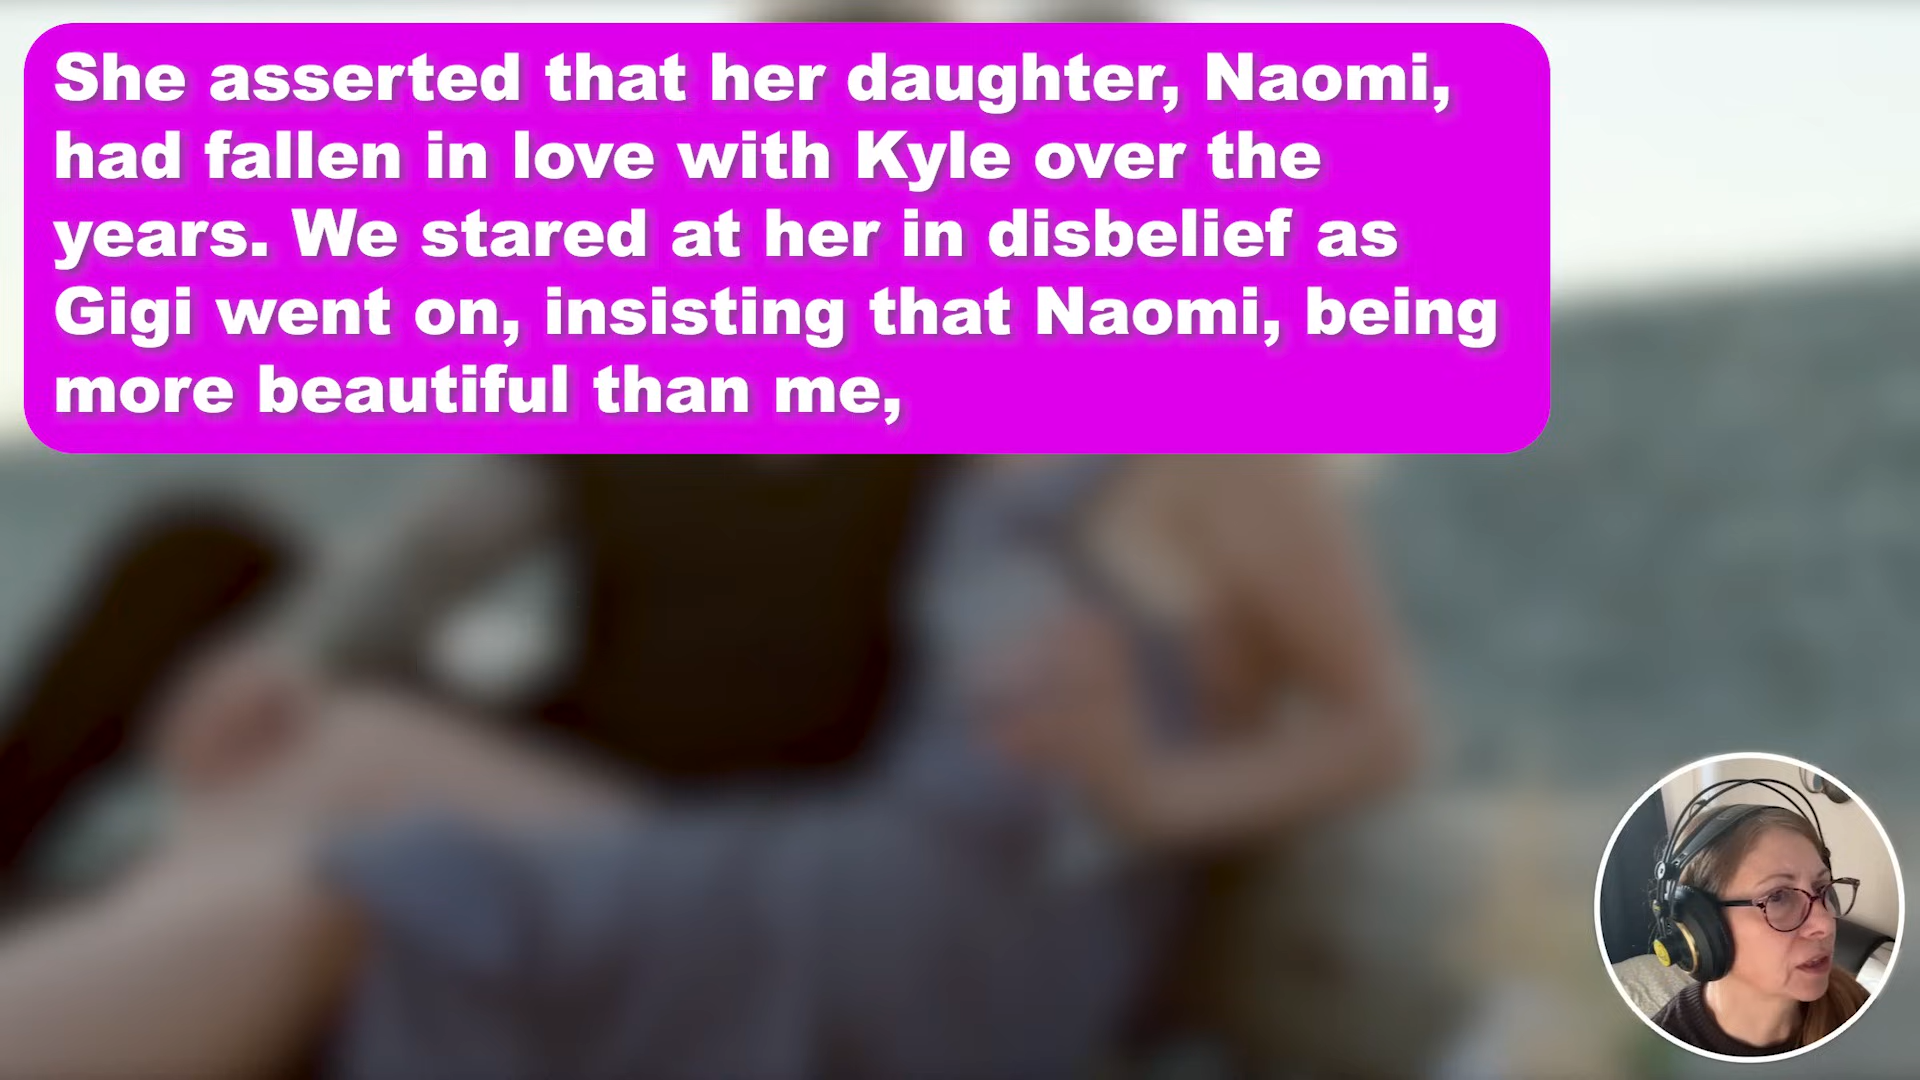 She asserted that her daughter, Naomi,
had fallen in love with Kyle over the
years. We stared at her in disbelief as
Gigi went on, insisting that Naomi, being
more beautiful than me,